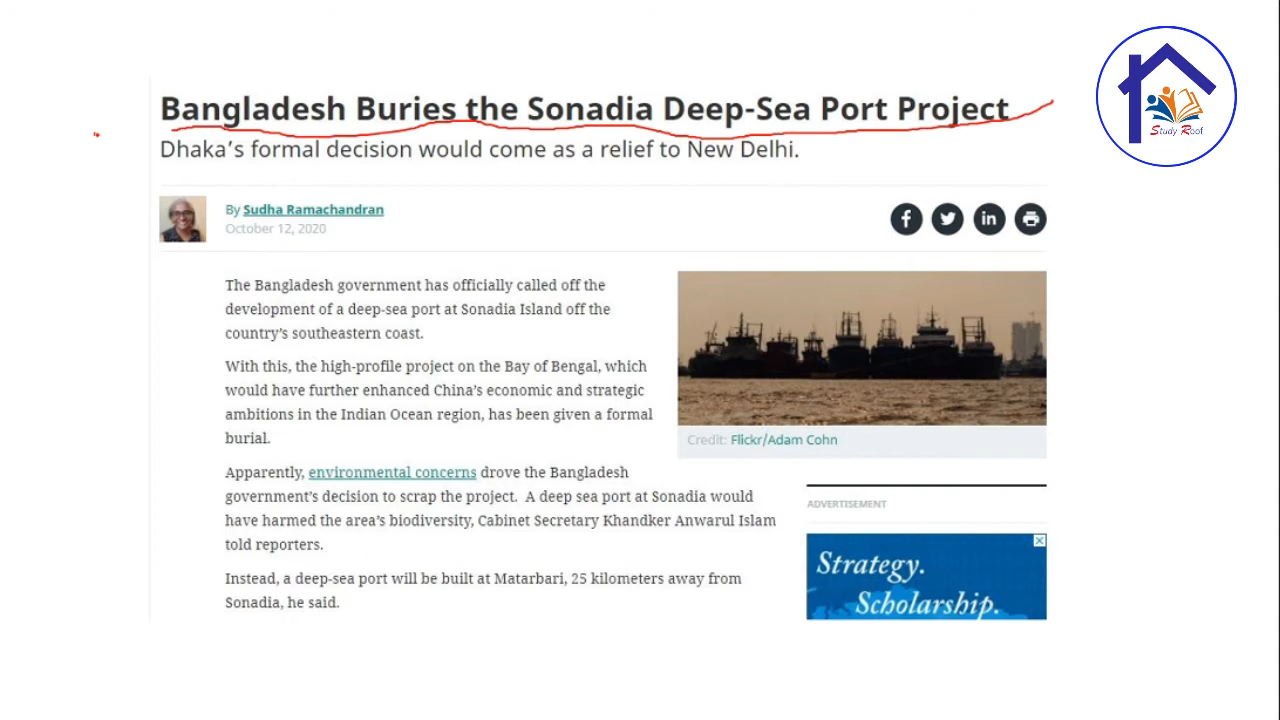 Bangladesh Buries the Sonadia Deep-Sea Port Project
Dhaka's formal decision would come as a relief to New Delhi.
Study Roof
By Sudha Ramachandran
October 12, 2020
The Bangladesh government has officially called off the
development of a deep-sea port at Sonadia Island off the
country's southeastern coast.
With this, the high-profile project on the Bay of Bengal, which
would have further enhanced China's economic and strategic
ambitions in the Indian Ocean region, has been given a formal
burial.
Credit: Flickr/Adam Cohn
Apparently, environmental concerns drove the Bangladesh
government's decision to scrap the project.  A deep sea port at Sonadia would
have harmed the area's biodiversity, Cabinet Secretary Khandker Anwarul Islam
told reporters.
Instead, a deep-sea port will be built at Matarbari, 25 kilometers away from
Sonadia, he said.
ADVERTISEMENT
Strategy.
Scholarship.